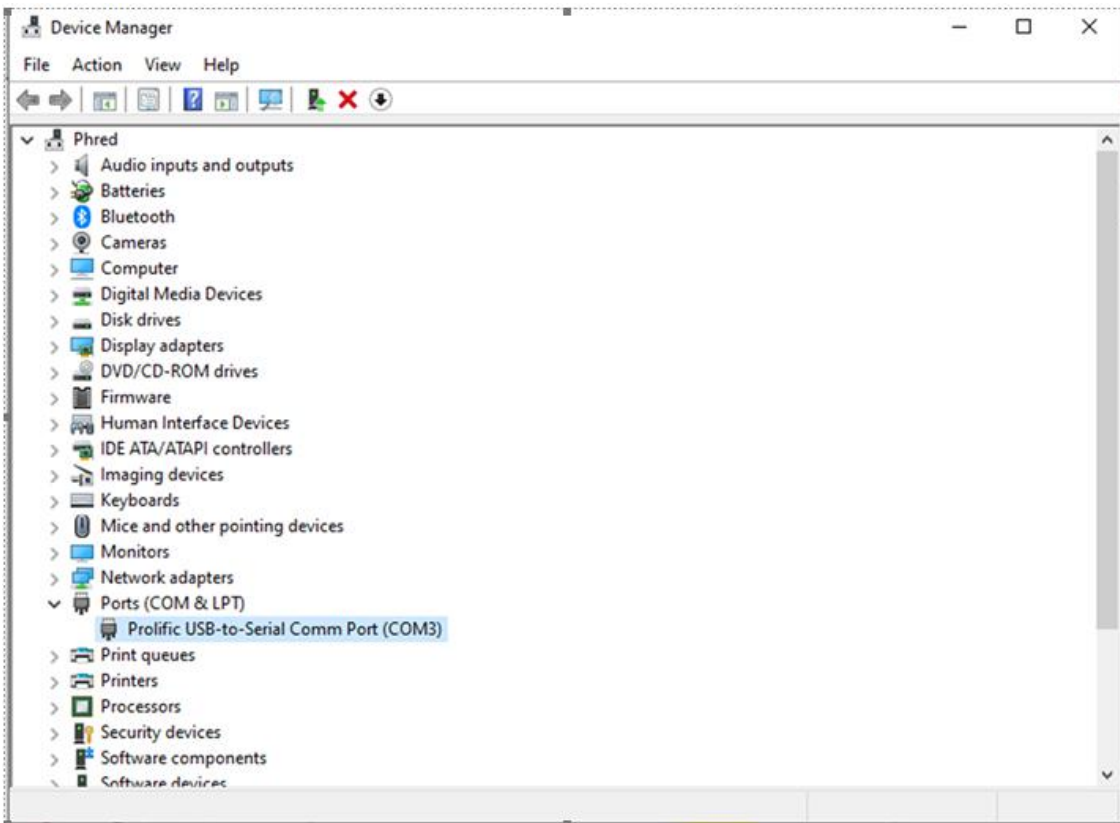 Device Manager
File Action View Help
Phred
Audio inputs and outputs
Batteries
Bluetooth
Cameras
Computer
Digital Media Devices
Disk drives
Display adapters
DVD/CD-ROM drives
Firmware
Human Interface Devices
IDE ATA/ATAPI controllers
Imaging devices
Keyboards
Mice and other pointing devices
Monitors
Network adapters
Ports (COM & LPT)
Prolific USB-to-Serial Comm Port (COM3)
Print queues
Printers
Processors
Security devices
Software components
Software devices